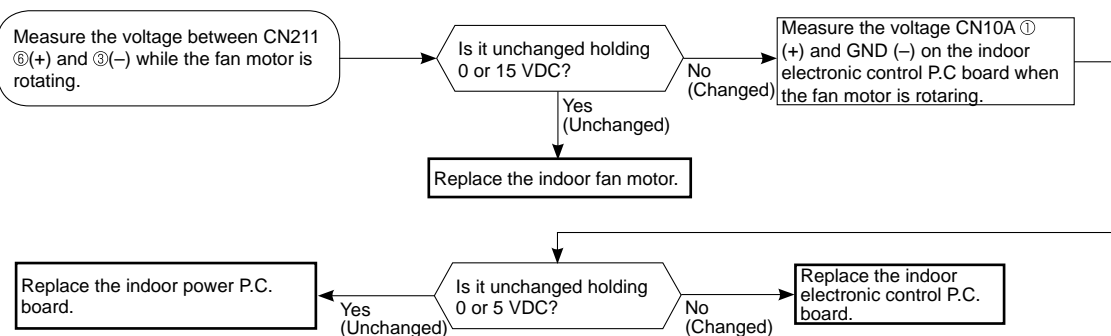 Measure the voltage between CN211
⑥(+) and ③(–) while the fan motor is
rotating.
Is it unchanged holding
0 or 15 VDC?
No
(Changed)
Measure the voltage CN10A ①
(+) and GND (–) on the indoor
electronic control P.C board when
the fan motor is rotaring.
Yes
(Unchanged)
Replace the indoor fan motor.
Is it unchanged holding
0 or 5 VDC?
Yes
(Unchanged)
Replace the indoor power P.C.
board.
No
(Changed)
Replace the indoor
electronic control P.C.
board.